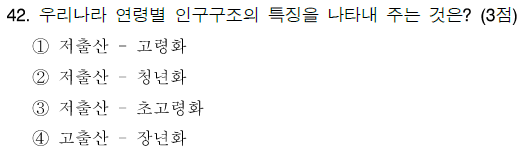 42. 우리나라 연령별 인구구조의 특징을 나타내 주는 것은? (3점)
① 저출산 - 고령화
② 저출산 - 청년화
③ 저출산 - 초고령화
④ 고출산 - 장년화